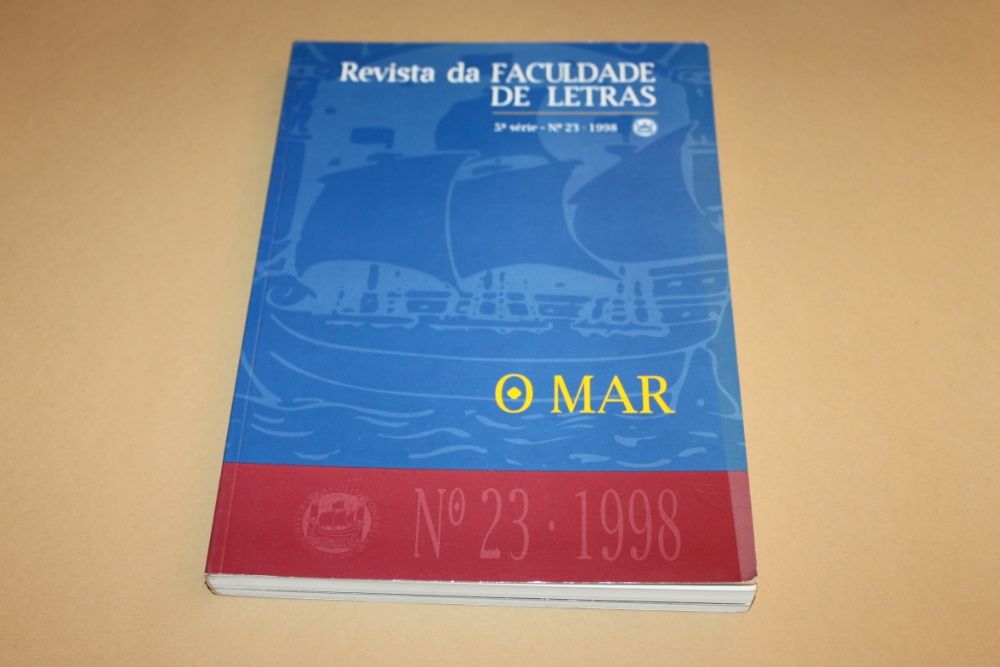 Revista da FACULDADE
DE LETRAS
5ª série - Nº 23 · 1998
O MAR
Nº 23 · 1998